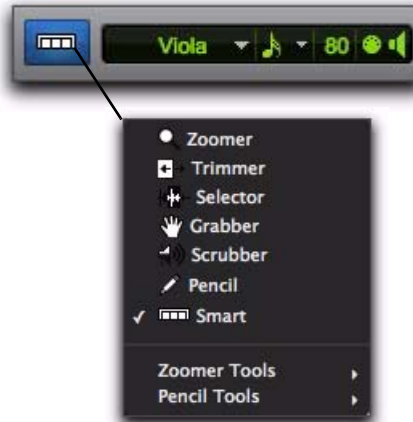 Viola 80
Zoomer
Trimmer
Selector
Grabber
Scrubber
Pencil
Smart
Zoomer Tools
Pencil Tools